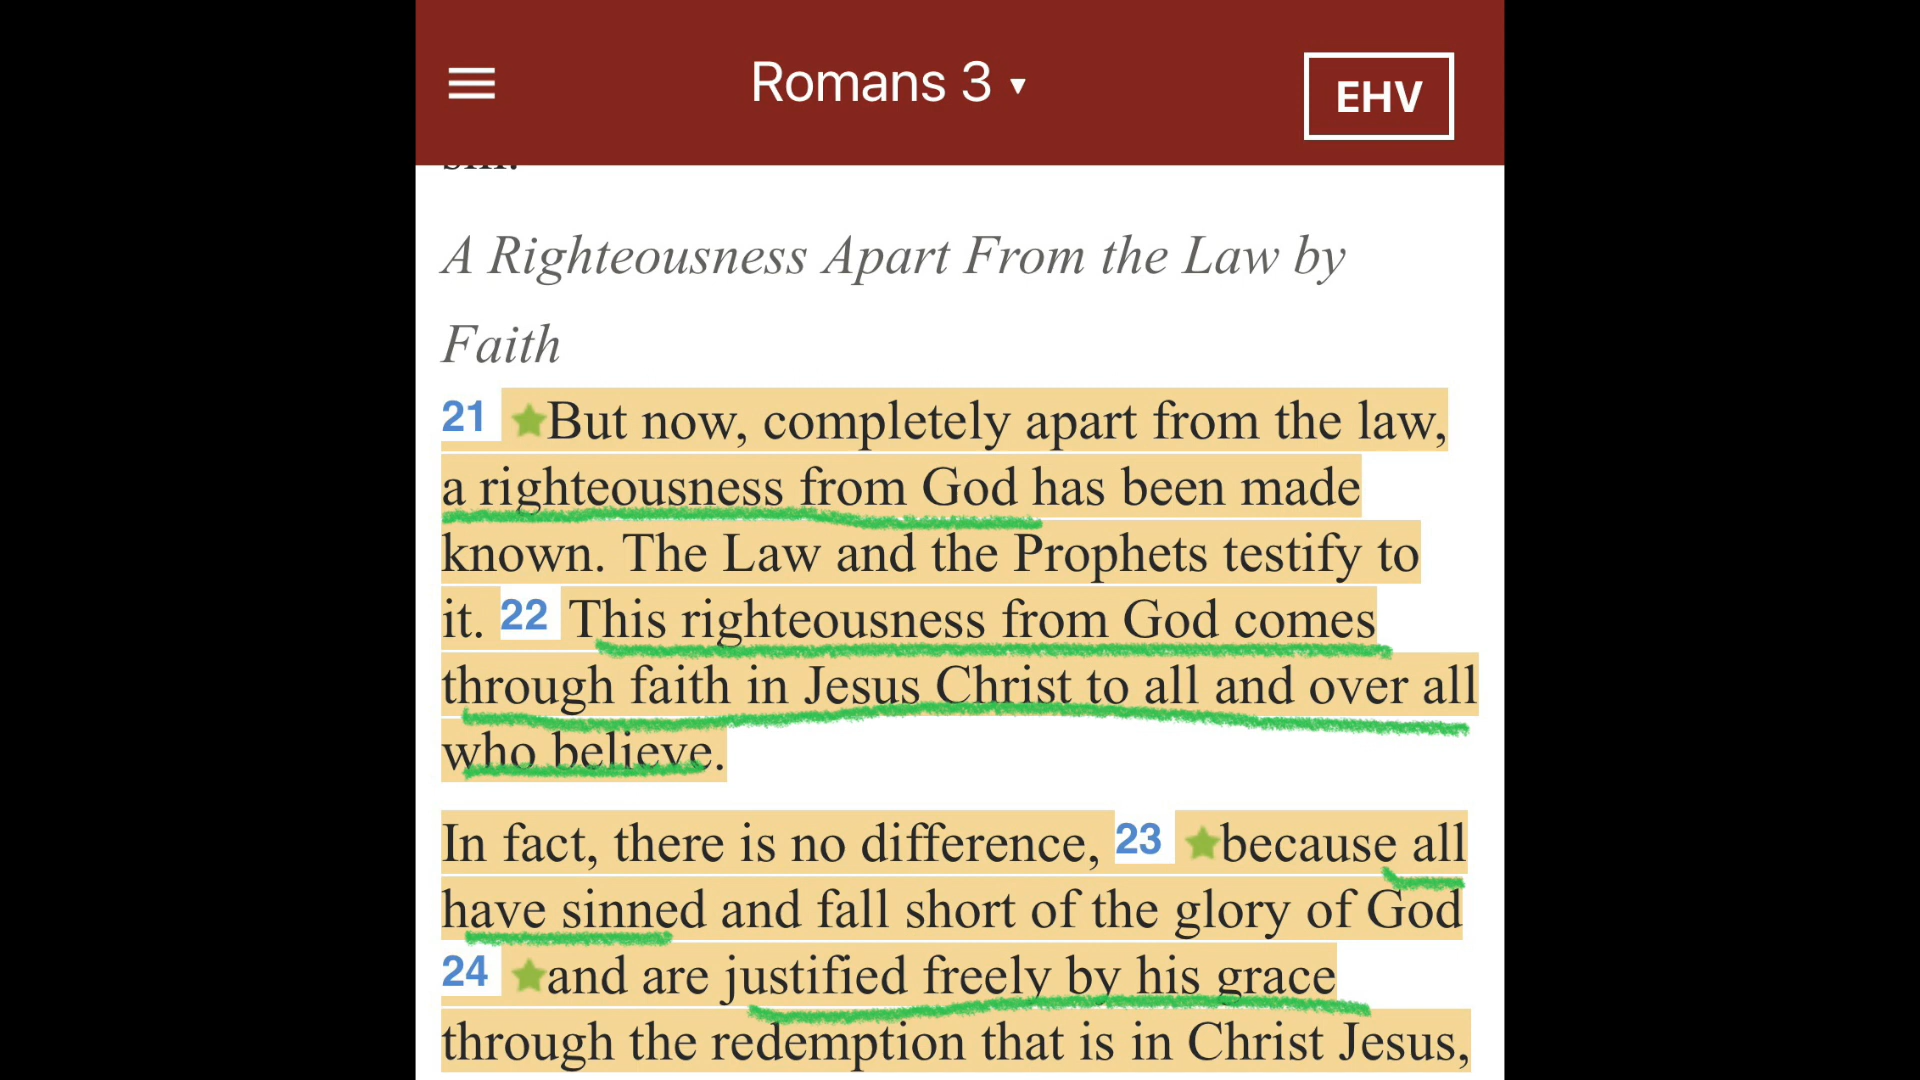 Romans 3 ▾
EHV
A Righteousness Apart From the Law by
Faith
21 But now, completely apart from the law,
a righteousness from God has been made
known. The Law and the Prophets testify to
it. 22 This righteousness from God comes
through faith in Jesus Christ to all and over all
who believe.
In fact, there is no difference, 23 because all
have sinned and fall short of the glory of God
24 and are justified freely by his grace
through the redemption that is in Christ Jesus,